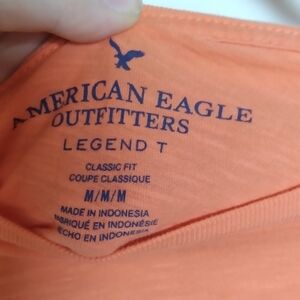 AMERICAN EAGLE
OUTFITTERS
LEGEND T
CLASSIC FIT
COUPE CLASSIQUE
M/M/M
MADE IN INDONESIA
FABRIQUÉ EN INDONÉSIE
HECHO EN INDONESIA